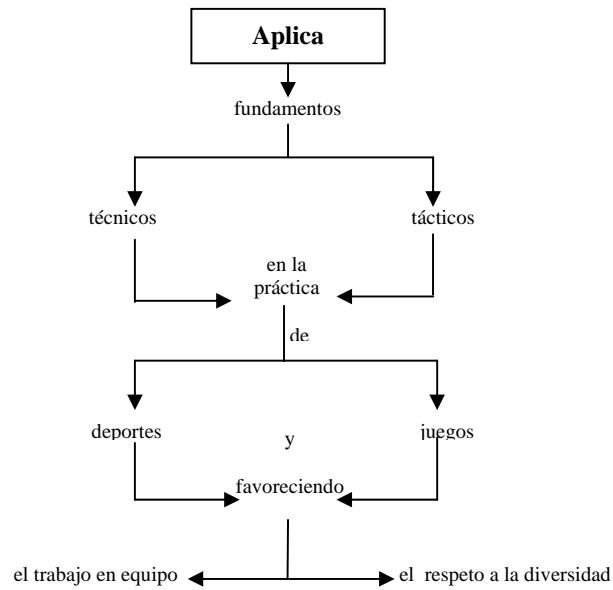 Aplica
fundamentos
técnicos
tácticos
en la
práctica
de
deportes
y
juegos
favoreciendo
el trabajo en equipo
el respeto a la diversidad